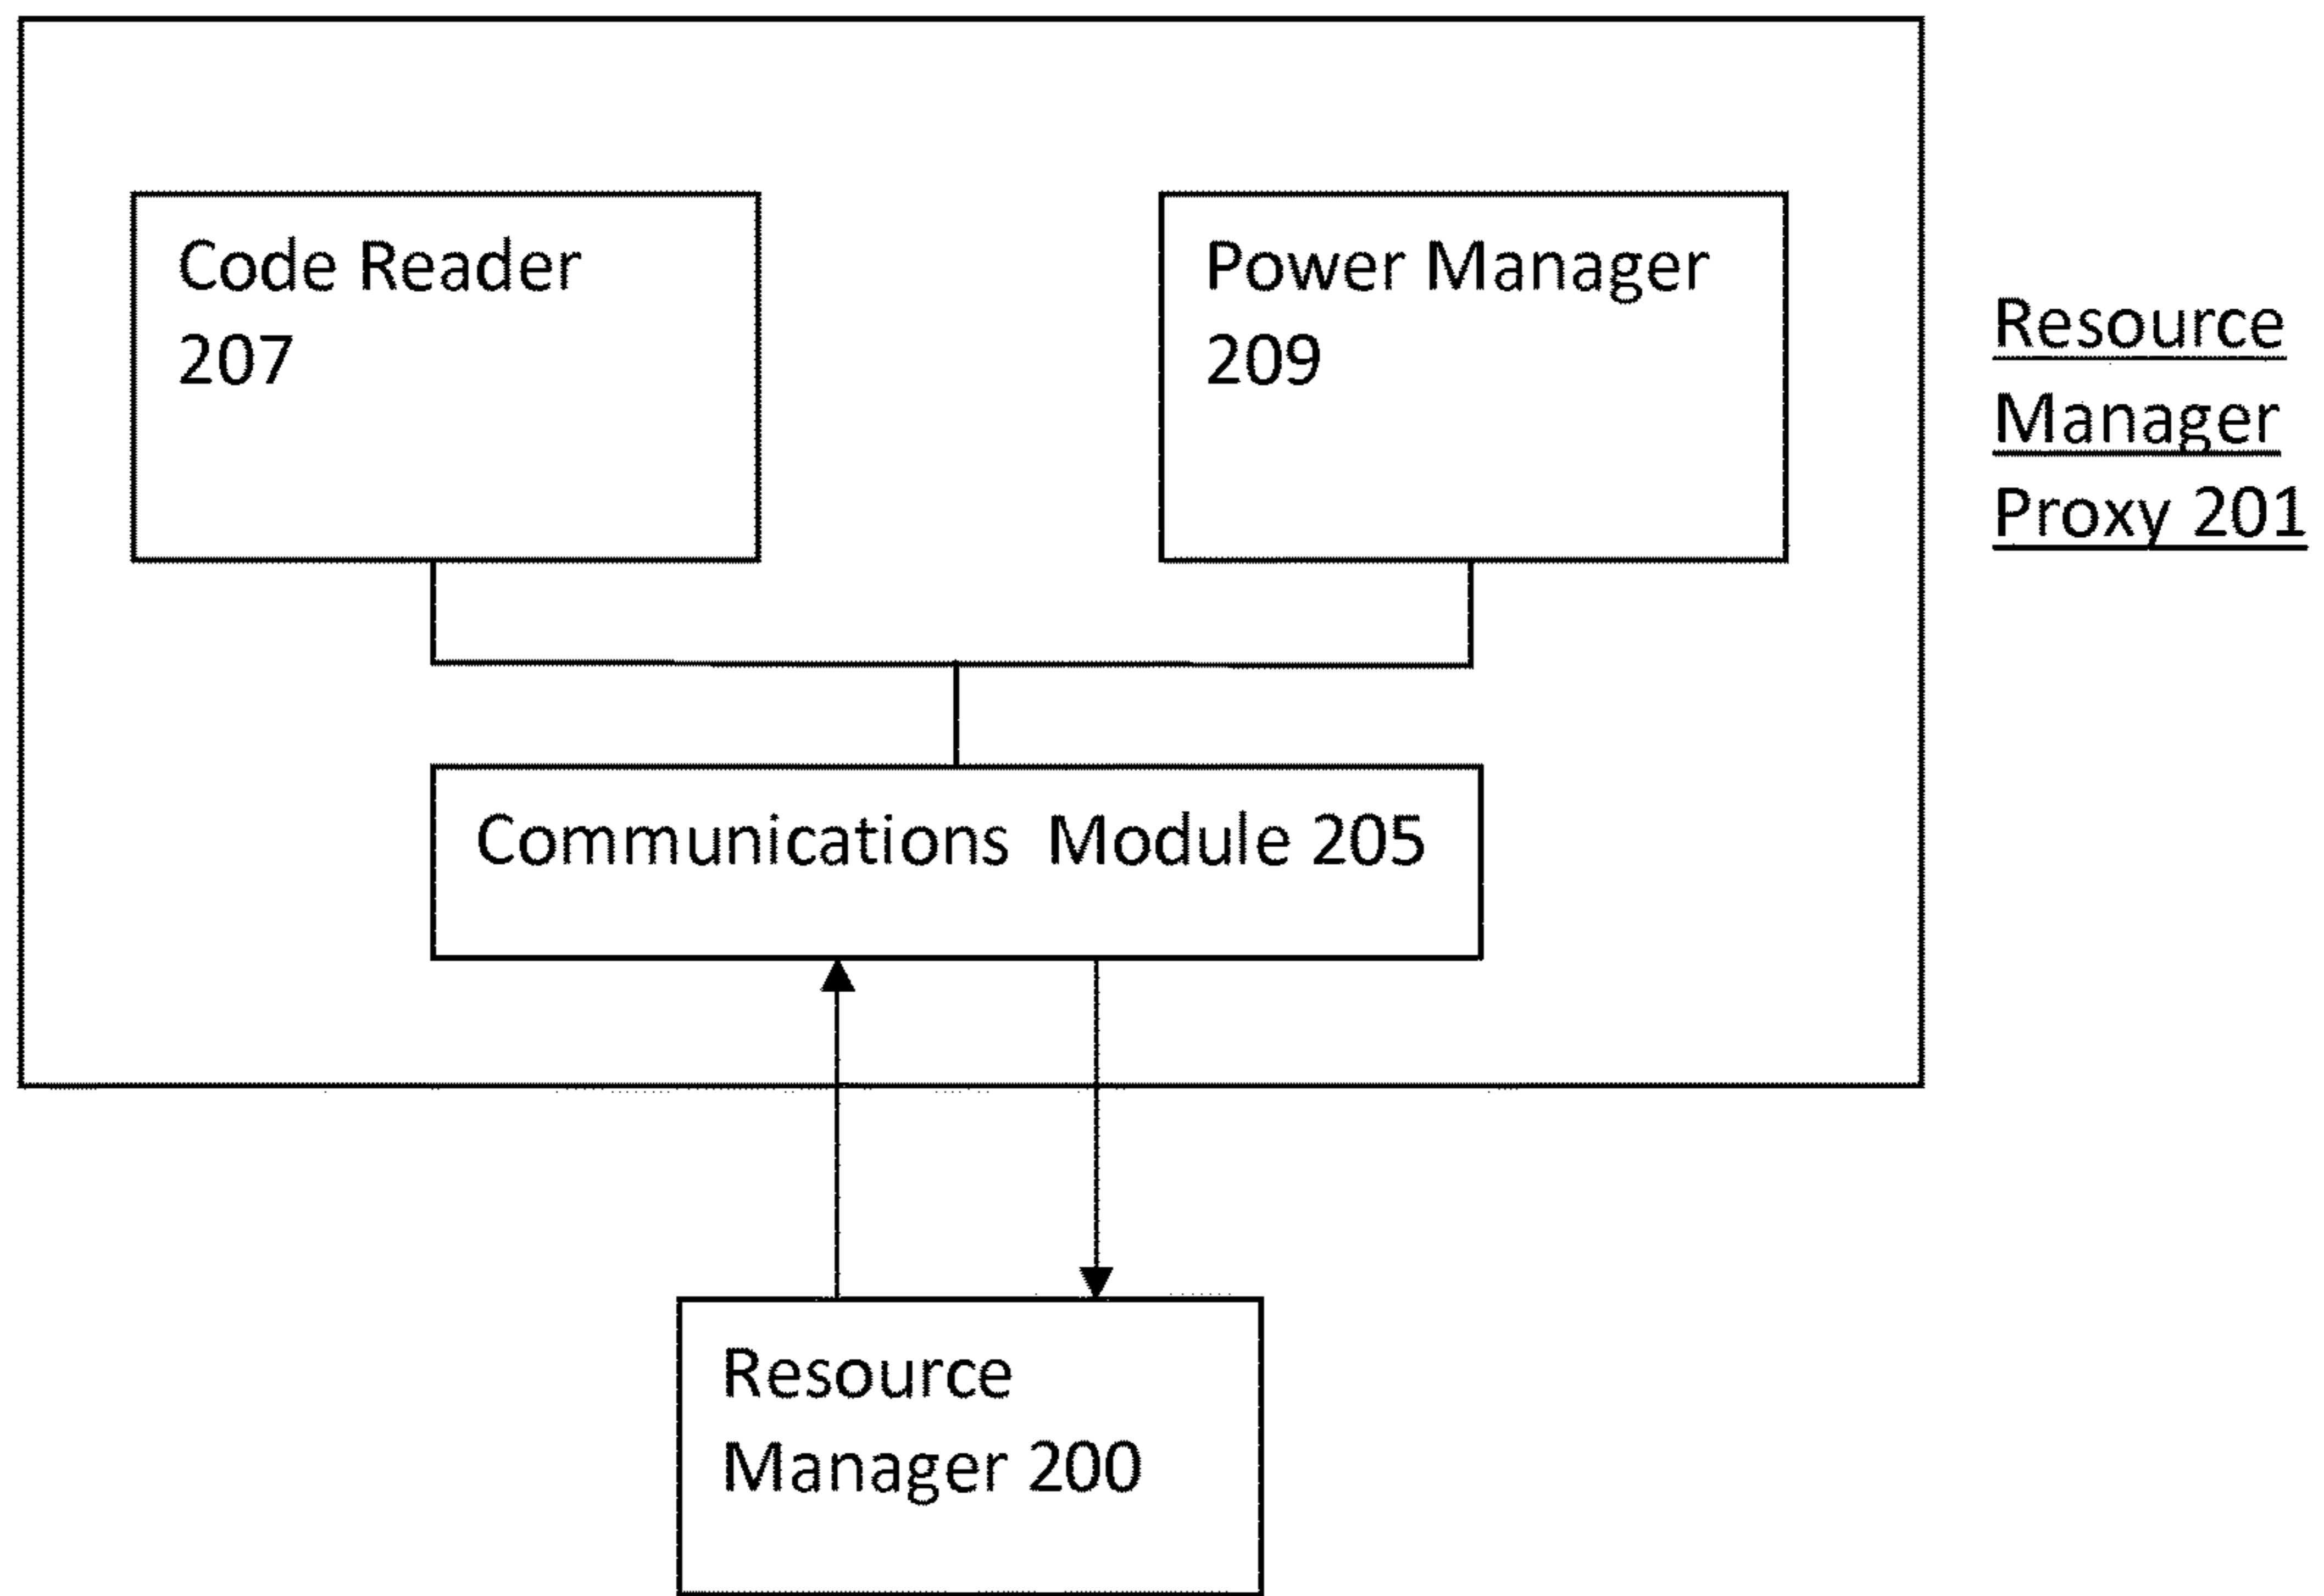 Code Reader
207
Power Manager
209
Resource
Manager
Proxy 201
Communications Module 205
Resource
Manager 200